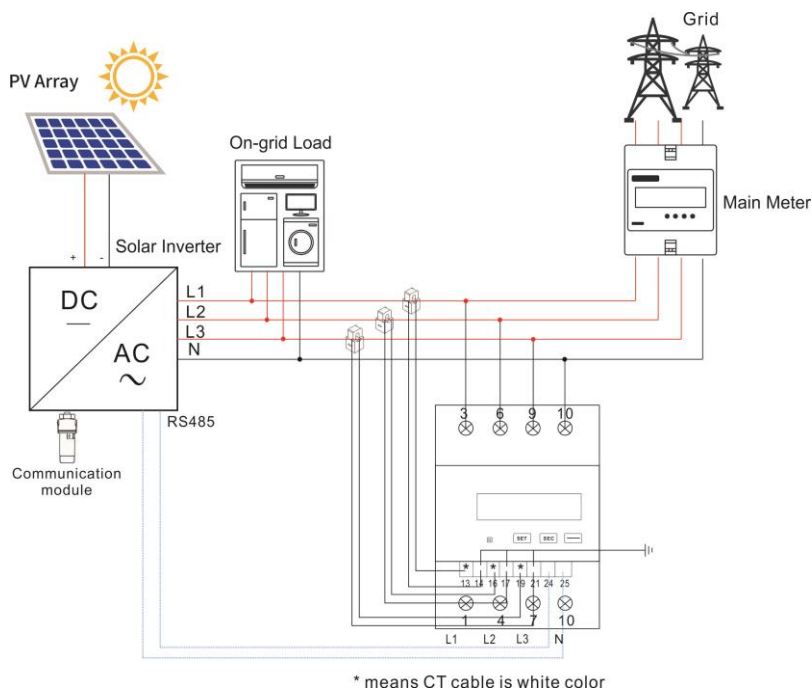 Grid
PV Array
On-grid Load
Main Meter
Solar Inverter
+ -
DC
AC
L1
L2
L3
N
RS485
Communication
module
3 6 9 10
SET
* * *
13 14 16 17 19 21 24 25
1 4 7 10
L1 L2 L3 N
* means CT cable is white color